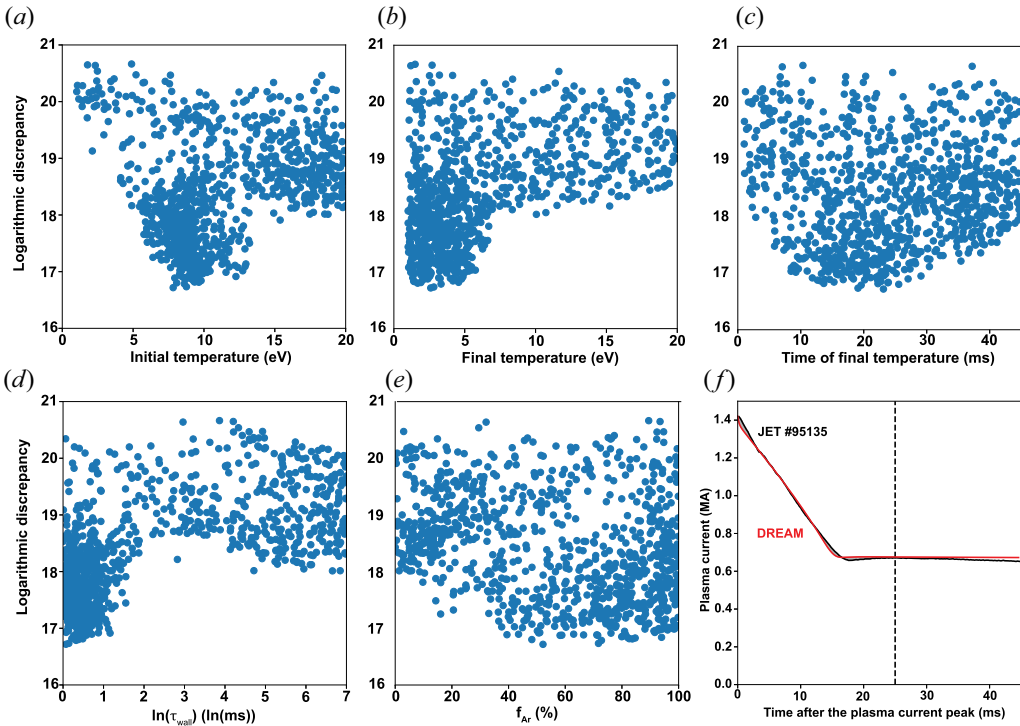 (a)
(b)
(c)
21
20
19
18
17
16
Logarithmic discrepancy
0 5 10 15 20
Initial temperature (eV)
21
20
19
18
17
16
0 5 10 15 20
Final temperature (eV)
21
20
19
18
17
16
0 10 20 30 40
Time of final temperature (ms)
(d)
(e)
(f)
21
20
19
18
17
16
Logarithmic discrepancy
0 1 2 3 4 5 6 7
ln(τwall) (ln(ms))
21
20
19
18
17
16
0 20 40 60 80 100
fAr (%)
1.4
1.2
1.0
0.8
0.6
0.4
0.2
0.0
Plasma current (MA)
JET #95135
DREAM
0 10 20 30 40
Time after the plasma current peak (ms)